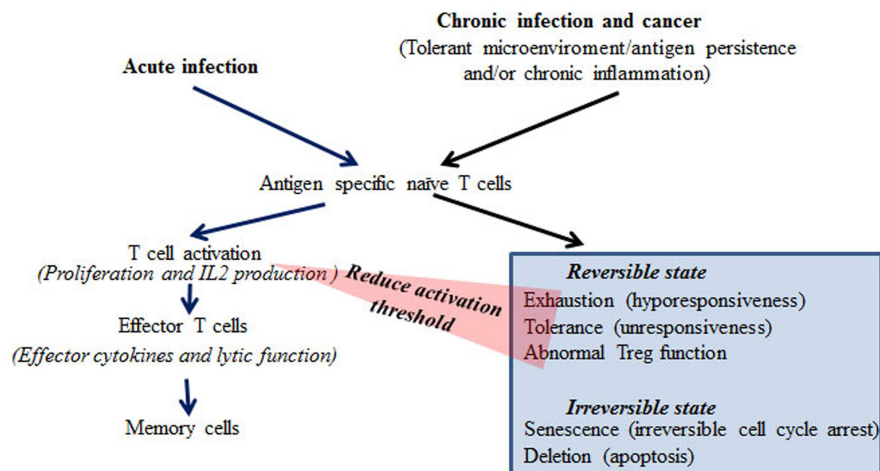 Chronic infection and cancer
(Tolerant microenviroment/antigen persistence
and/or chronic inflammation)
Acute infection
Antigen specific naïve T cells
T cell activation
(Proliferation and IL2 production )
Effector T cells
(Effector cytokines and lytic function)
Memory cells
Reduce activation
threshold
Reversible state
Exhaustion (hyporesponsiveness)
Tolerance (unresponsiveness)
Abnormal Treg function
Irreversible state
Senescence (irreversible cell cycle arrest)
Deletion (apoptosis)